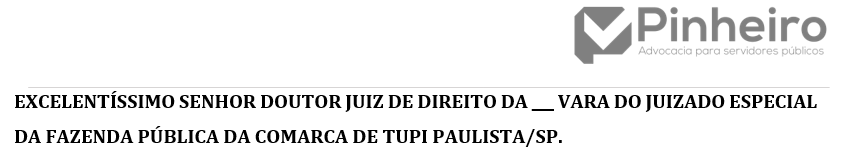 Pinheiro
Advocacia para servidores públicos
EXCELENTÍSSIMO SENHOR DOUTOR JUIZ DE DIREITO DA ___ VARA DO JUIZADO ESPECIAL
DA FAZENDA PÚBLICA DA COMARCA DE TUPI PAULISTA/SP.